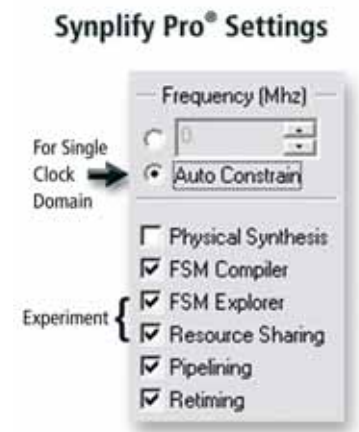 Synplify Pro® Settings
Frequency (Mhz)
0
For Single
Clock
Domain
Auto Constrain
Physical Synthesis
FSM Compiler
Experiment
FSM Explorer
Resource Sharing
Pipelining
Retiming